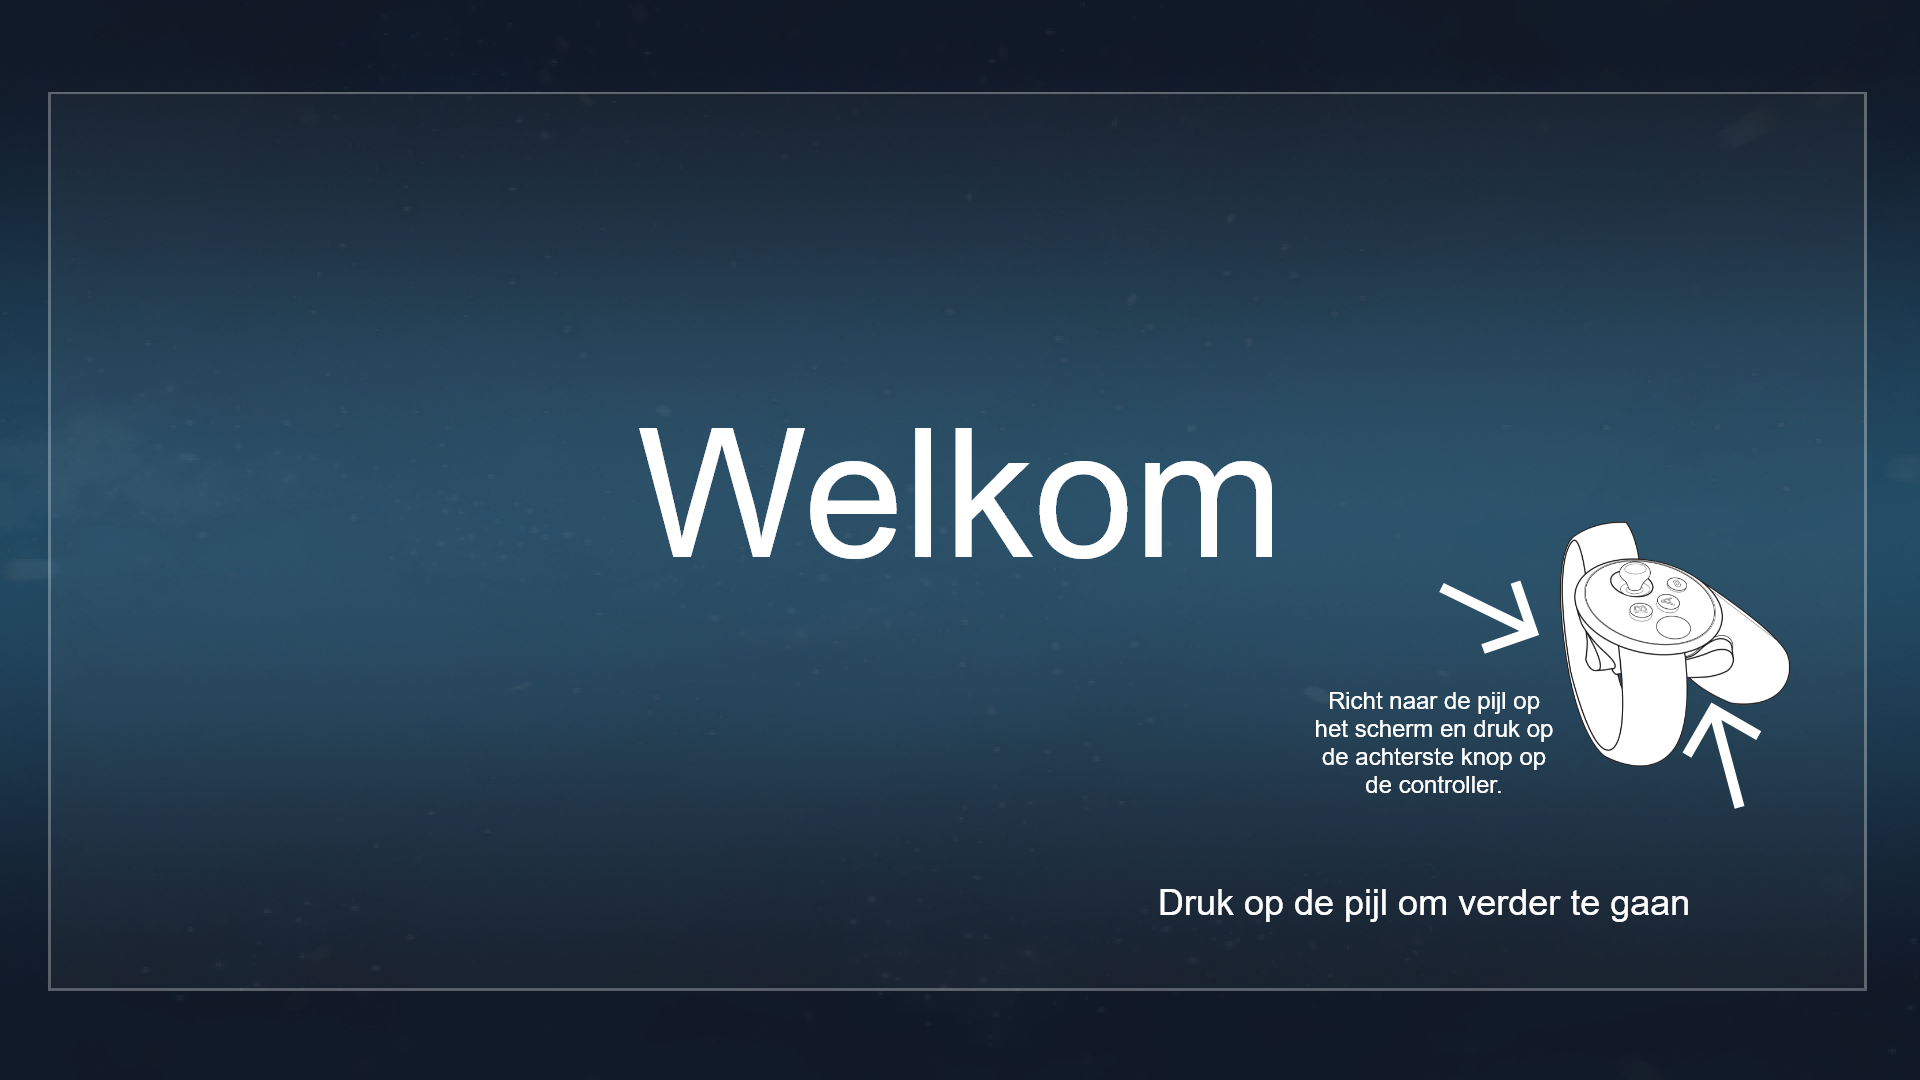 Welkom
Richt naar de pijl op
het scherm en druk op
de achterste knop op
de controller.
Druk op de pijl om verder te gaan